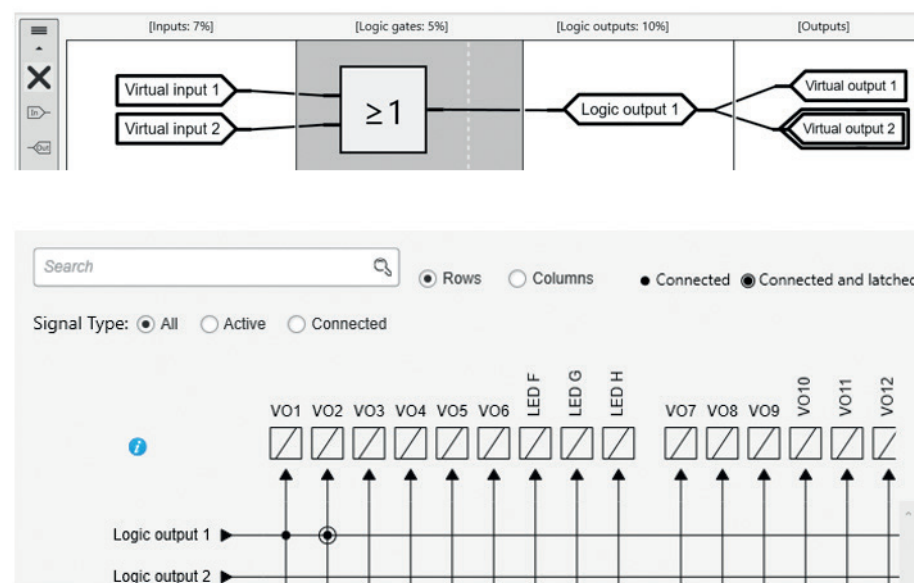 [Inputs: 7%] [Logic gates: 5%] [Logic outputs: 10%] [Outputs]
Virtual input 1
Virtual input 2
≥1
Logic output 1
Virtual output 1
Virtual output 2
In
Out
Search
Rows Columns Connected Connected and latched
Signal Type: All Active Connected
VO1 VO2 VO3 VO4 VO5 VO6 LED F LED G LED H VO7 VO8 VO9 VO10 VO11 VO12
i
Logic output 1
Logic output 2